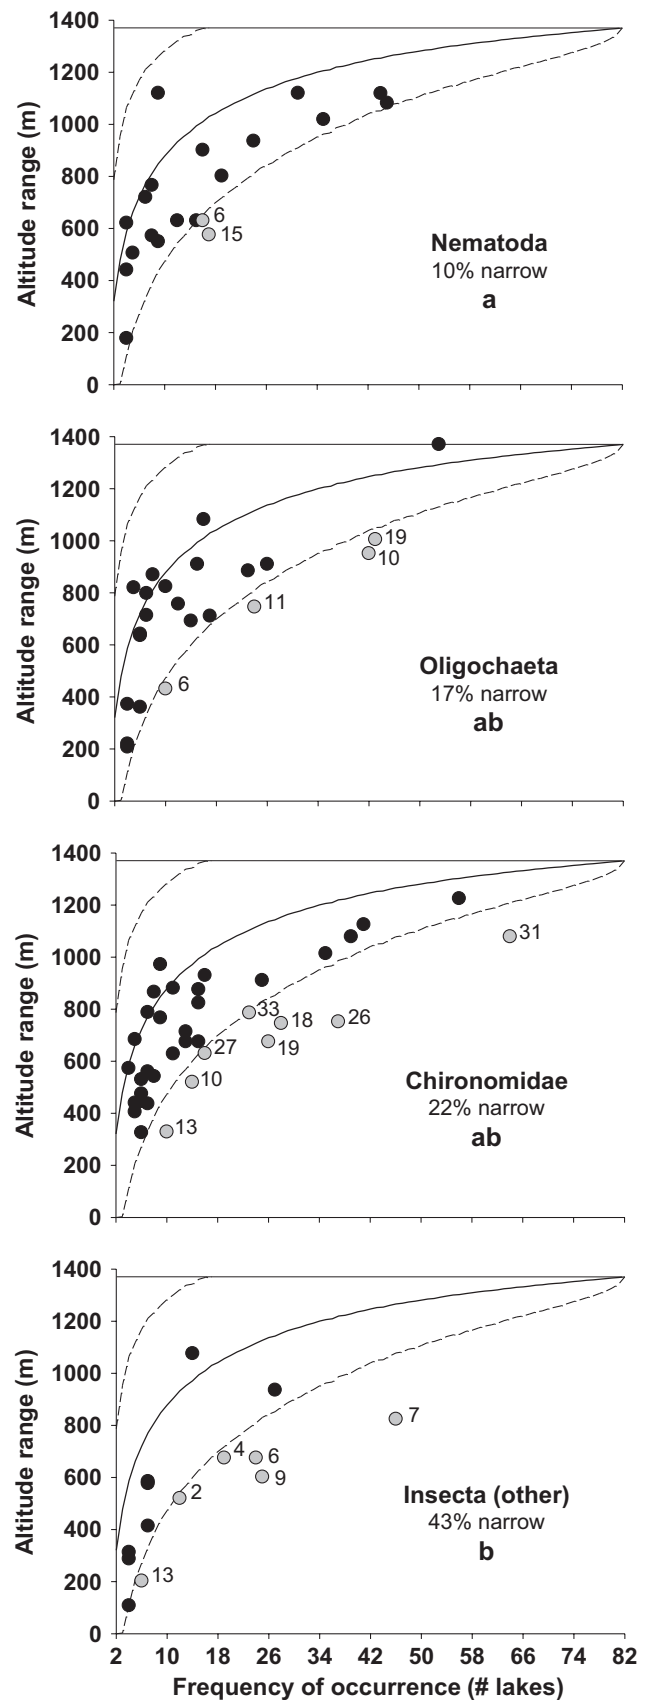 1400
1200
1000
800
600
400
200
0
Altitude range (m)
6
15
Nematoda
10% narrow
a
1400
1200
1000
800
600
400
200
0
Altitude range (m)
19
10
11
6
Oligochaeta
17% narrow
ab
1400
1200
1000
800
600
400
200
0
Altitude range (m)
31
33
18
26
27
19
10
13
Chironomidae
22% narrow
ab
1400
1200
1000
800
600
400
200
0
Altitude range (m)
7
4
6
9
2
13
Insecta (other)
43% narrow
b
2 10 18 26 34 42 50 58 66 74 82
Frequency of occurrence (# lakes)